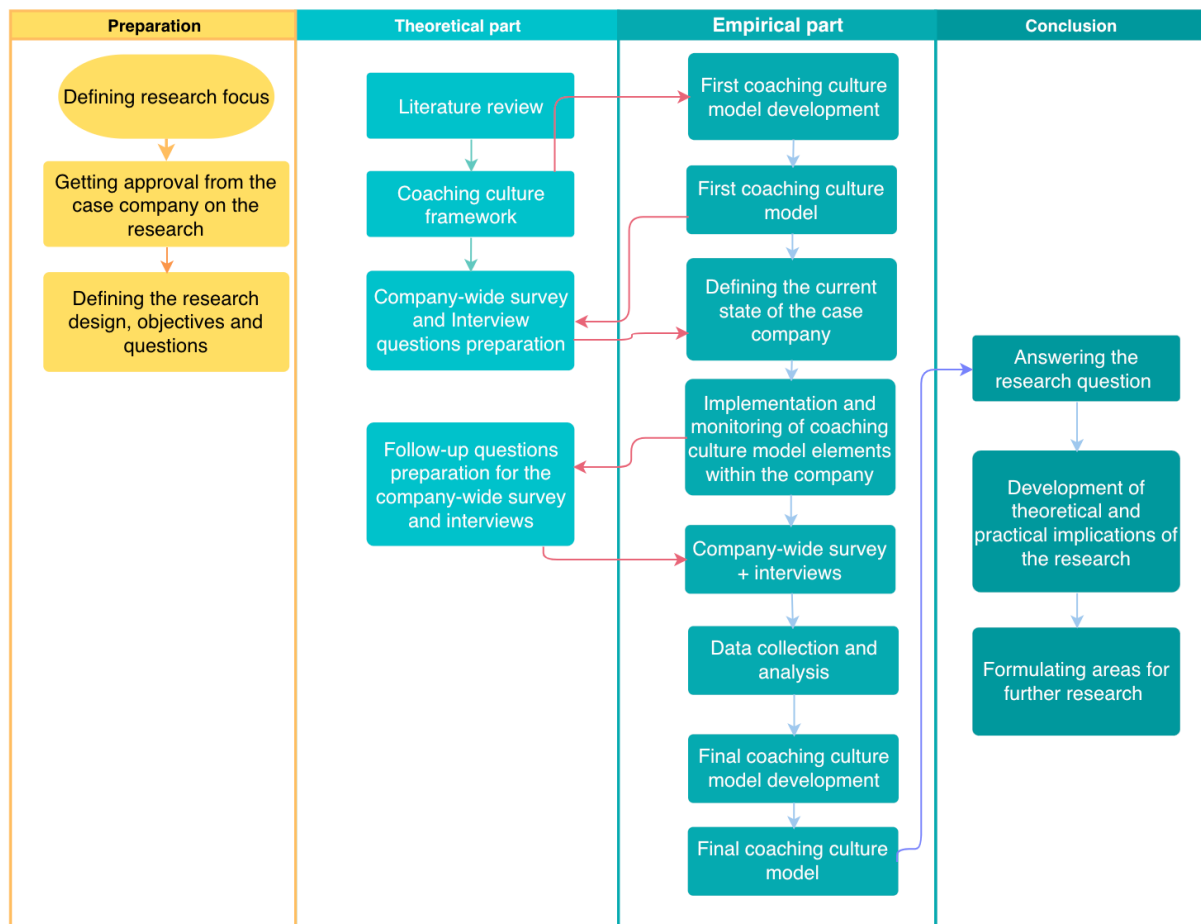 Preparation
Theoretical part
Empirical part
Conclusion
Defining research focus
Getting approval from the
case company on the
research
Defining the research
design, objectives and
questions
Literature review
Coaching culture
framework
Company-wide survey
and Interview
questions preparation
Follow-up questions
preparation for the
company-wide survey
and interviews
First coaching culture
model development
First coaching culture
model
Defining the current
state of the case
company
Implementation and
monitoring of coaching
culture model elements
within the company
Company-wide survey
+ interviews
Data collection and
analysis
Final coaching culture
model development
Final coaching culture
model
Answering the
research question
Development of
theoretical and
practical implications of
the research
Formulating areas for
further research